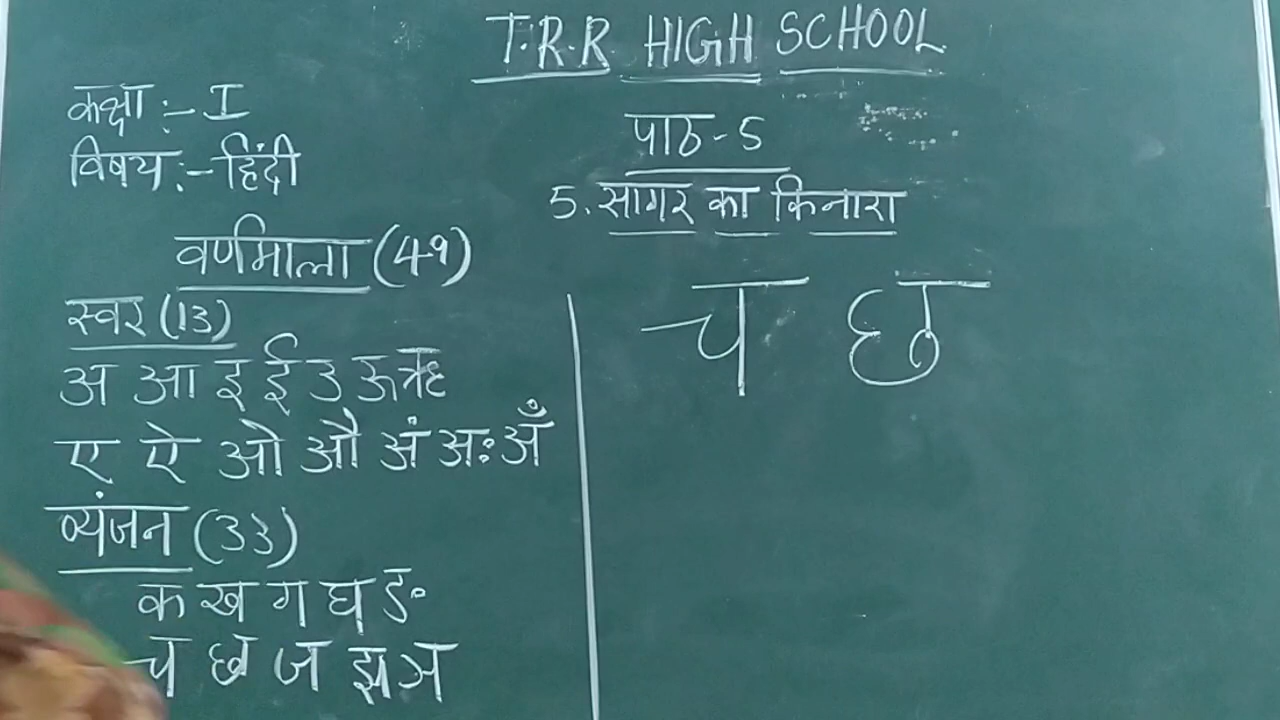 T.R.R HIGH SCHOOL
कक्षा :- I
विषय :- हिंदी
पाठ-5
5. सागर का किनारा
वर्णमाला (49)
स्वर (13)
अ आ इ ई उ ऊ ऋ
ए ऐ ओ औ अं अः अँ
व्यंजन (33)
क ख ग घ ङ
च छ ज झ ञ
च छ